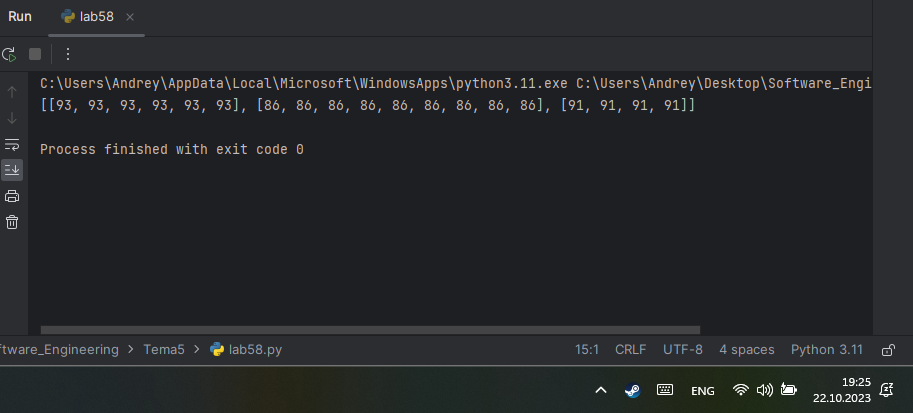 Run lab58
C:\Users\Andrey\AppData\Local\Microsoft\WindowsApps\python3.11.exe C:\Users\Andrey\Desktop\Software_Engi
[[93, 93, 93, 93, 93, 93], [86, 86, 86, 86, 86, 86, 86, 86, 86], [91, 91, 91, 91]]
Process finished with exit code 0
ftware_Engineering > Tema5 > lab58.py 15:1 CRLF UTF-8 4 spaces Python 3.11
ENG 19:25
22.10.2023